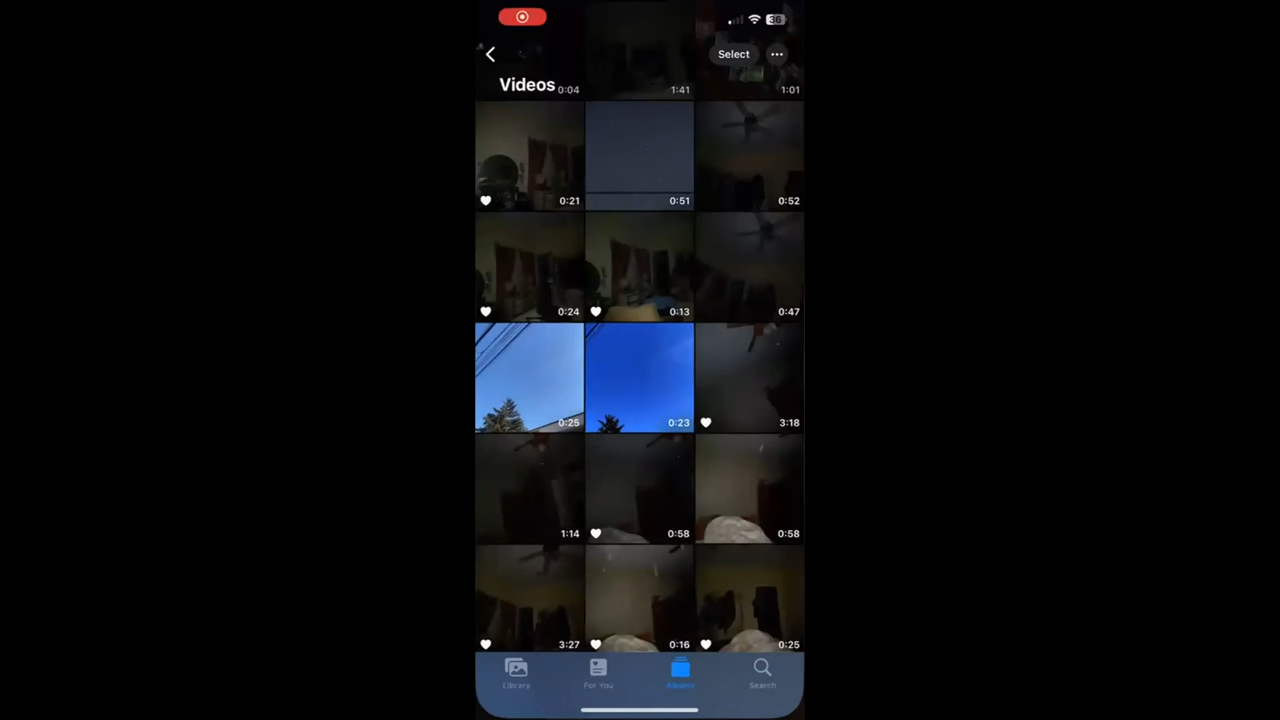 36
Select
Videos 0:04 1:41 1:01
0:21 0:51 0:52
0:24 0:13 0:47
0:25 0:23 3:18
1:14 0:58 0:58
3:27 0:16 0:25
Library For You Albums Search